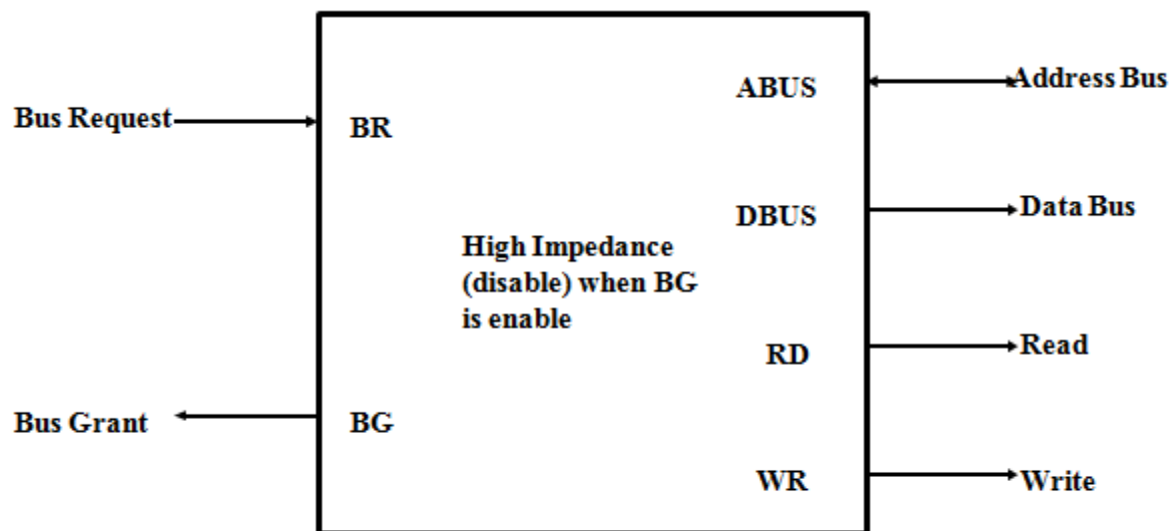 ABUS
Address Bus
Bus Request
BR
DBUS
Data Bus
High Impedance
(disable) when BG
is enable
RD
Read
Bus Grant
BG
WR
Write